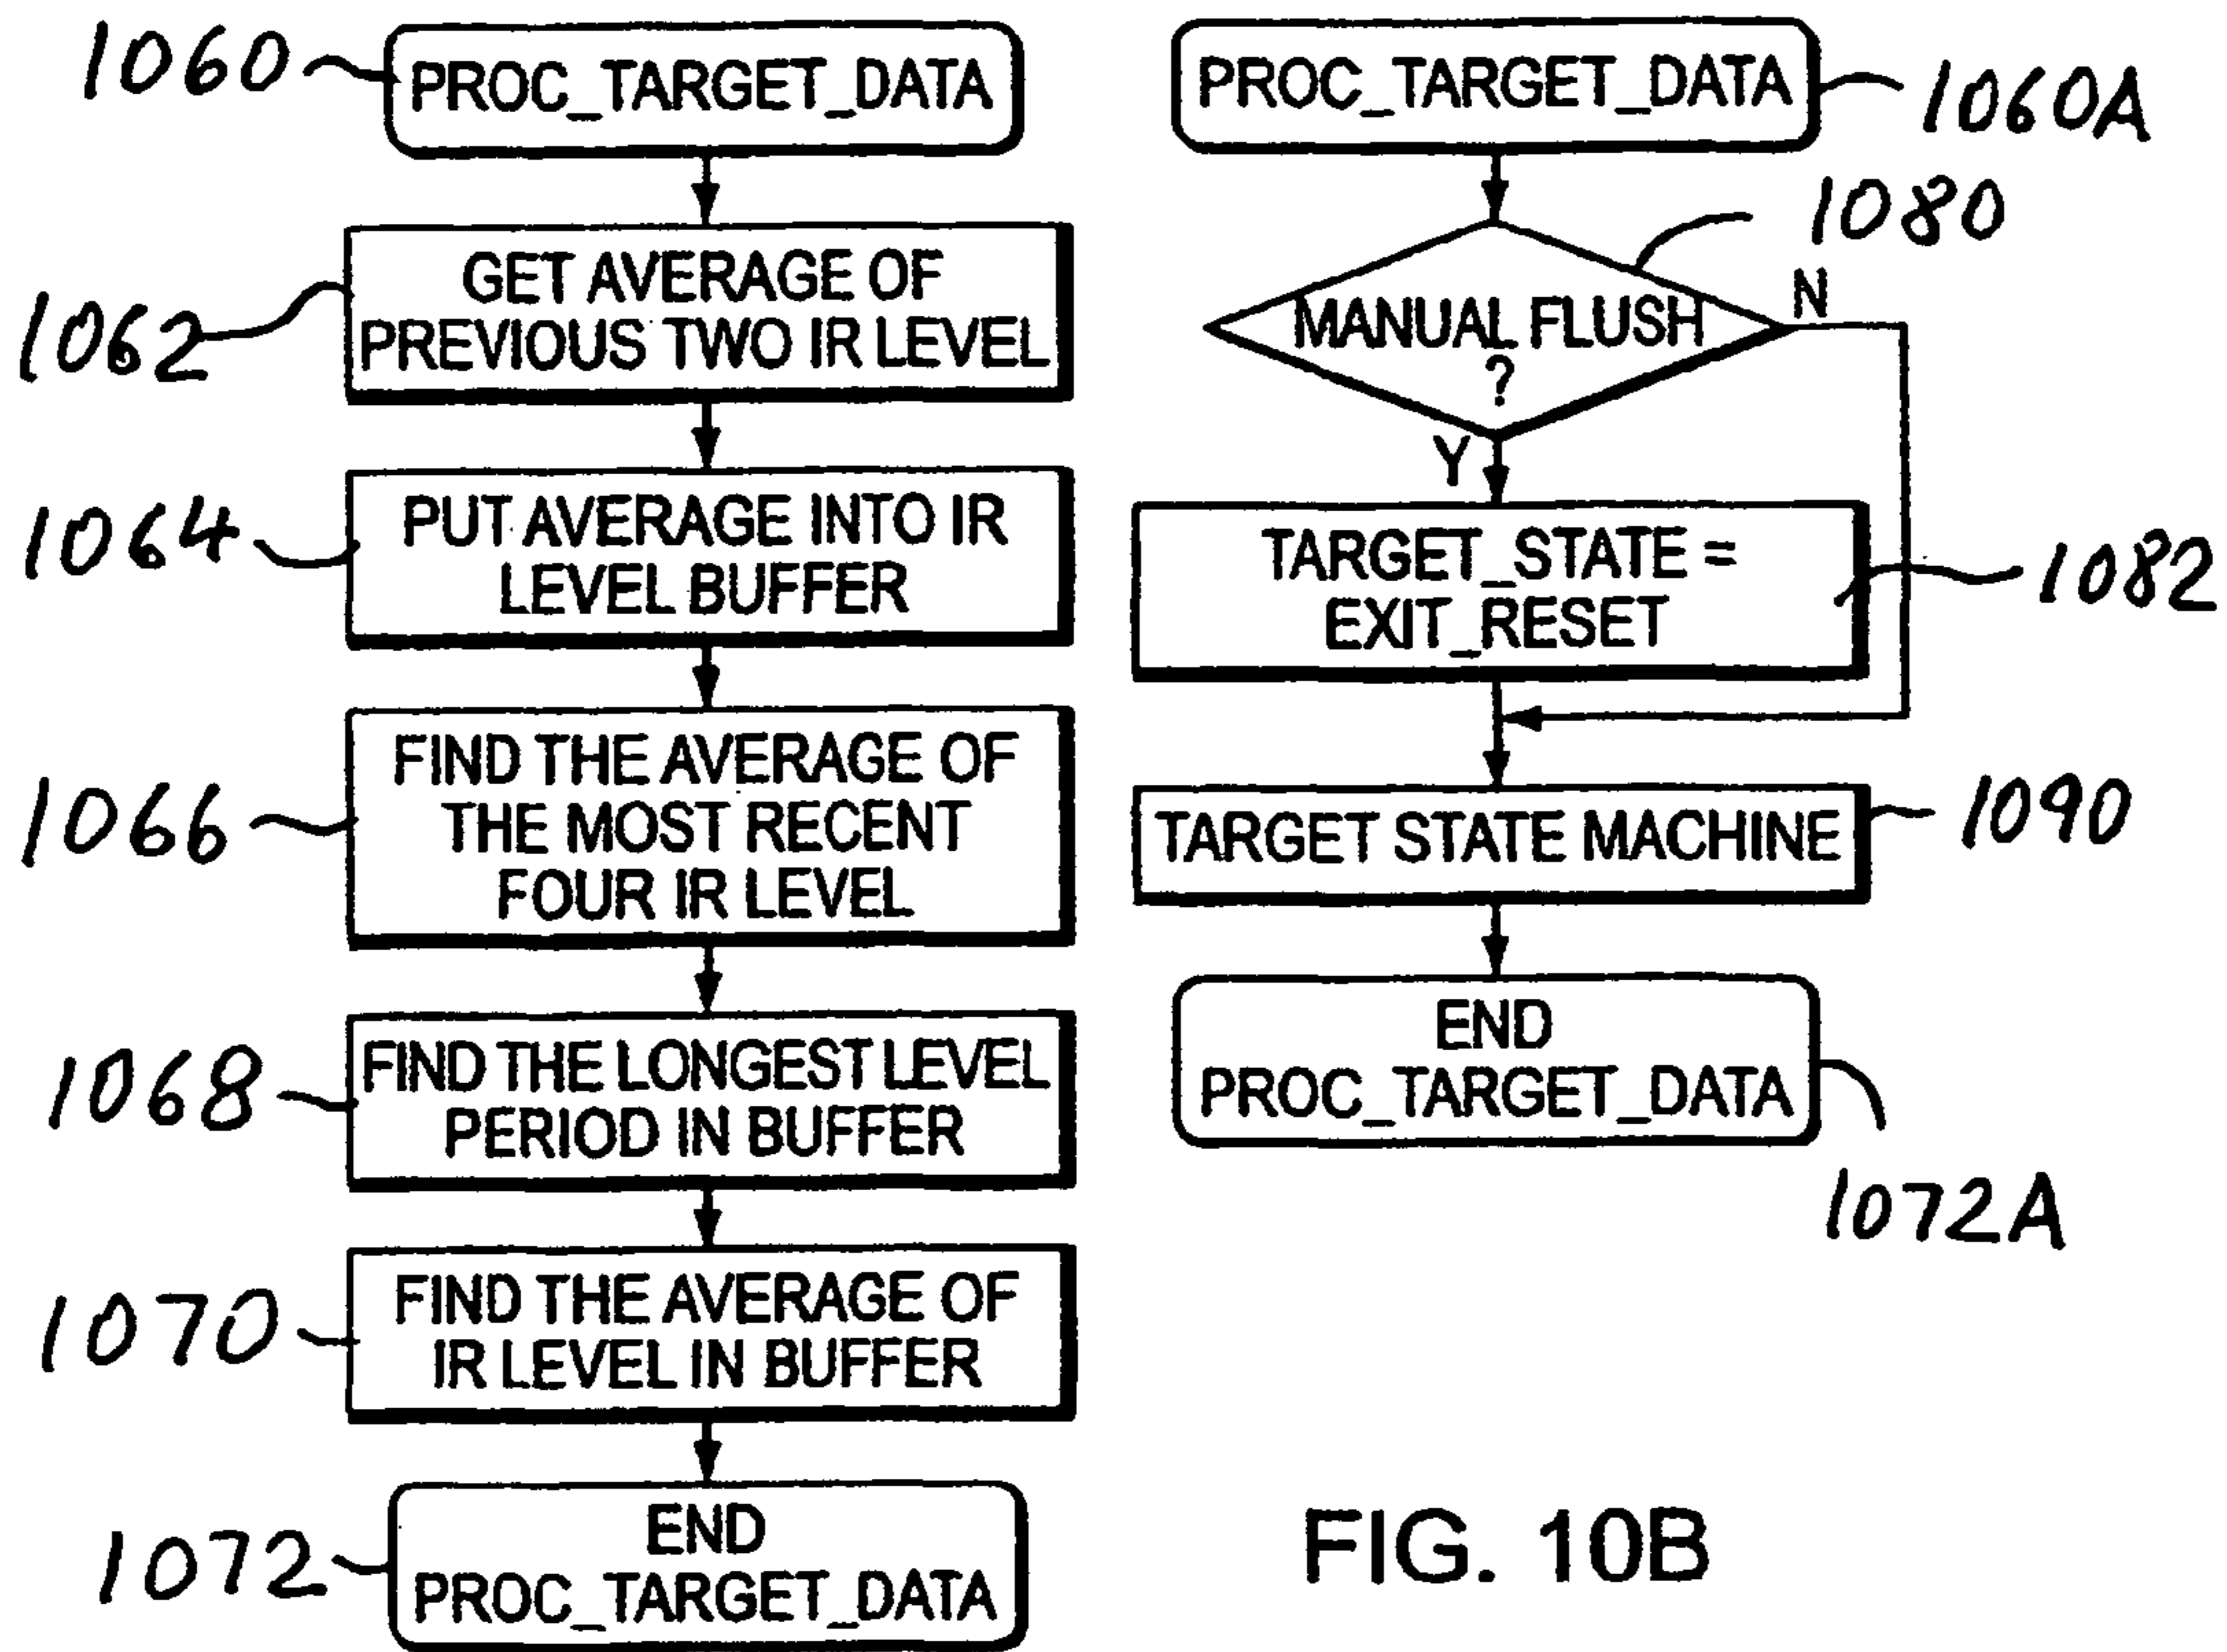 1060
PROC_TARGET_DATA
1062
GET AVERAGE OF
PREVIOUS TWO IR LEVEL
1064
PUT AVERAGE INTO IR
LEVEL BUFFER
1066
FIND THE AVERAGE OF
THE MOST RECENT
FOUR IR LEVEL
1068
FIND THE LONGEST LEVEL
PERIOD IN BUFFER
1070
FIND THE AVERAGE OF
IR LEVEL IN BUFFER
1072
END
PROC_TARGET_DATA
PROC_TARGET_DATA
1060A
1080
MANUAL FLUSH
?
N
Y
TARGET_STATE =
EXIT_RESET
1082
TARGET STATE MACHINE
1090
END
PROC_TARGET_DATA
1072A
FIG. 10B